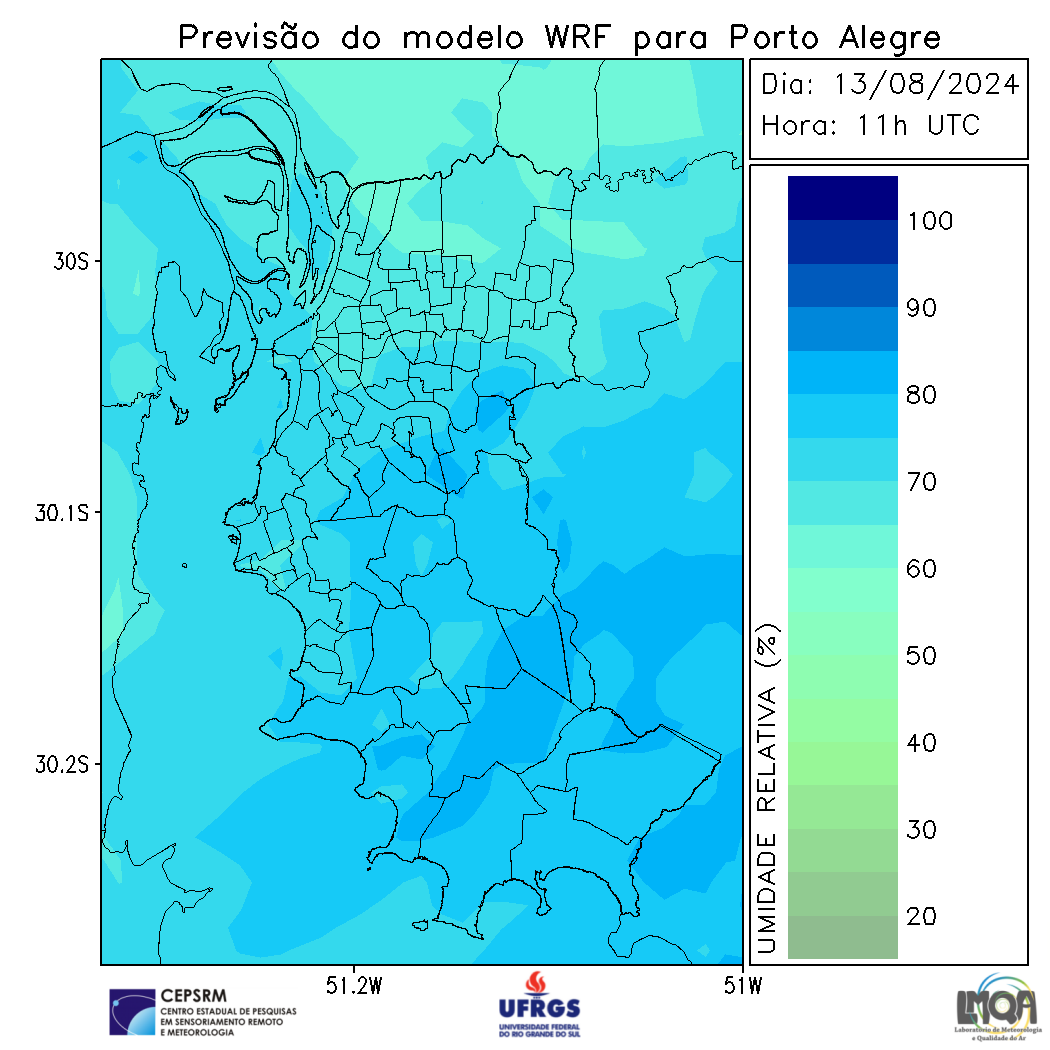 Previsão do modelo WRF para Porto Alegre
Dia: 13/08/2024
Hora: 11h UTC
30S
30.1S
30.2S
51.2W
51W
100
90
80
70
60
50
40
30
20
UMIDADE RELATIVA (%)
CEPSRM
CENTRO ESTADUAL DE PESQUISAS
EM SENSORIAMENTO REMOTO
E METEOROLOGIA
UFRGS
UNIVERSIDADE FEDERAL
DO RIO GRANDE DO SUL
LMQA
Laboratório de Meteorologia
e Qualidade do Ar